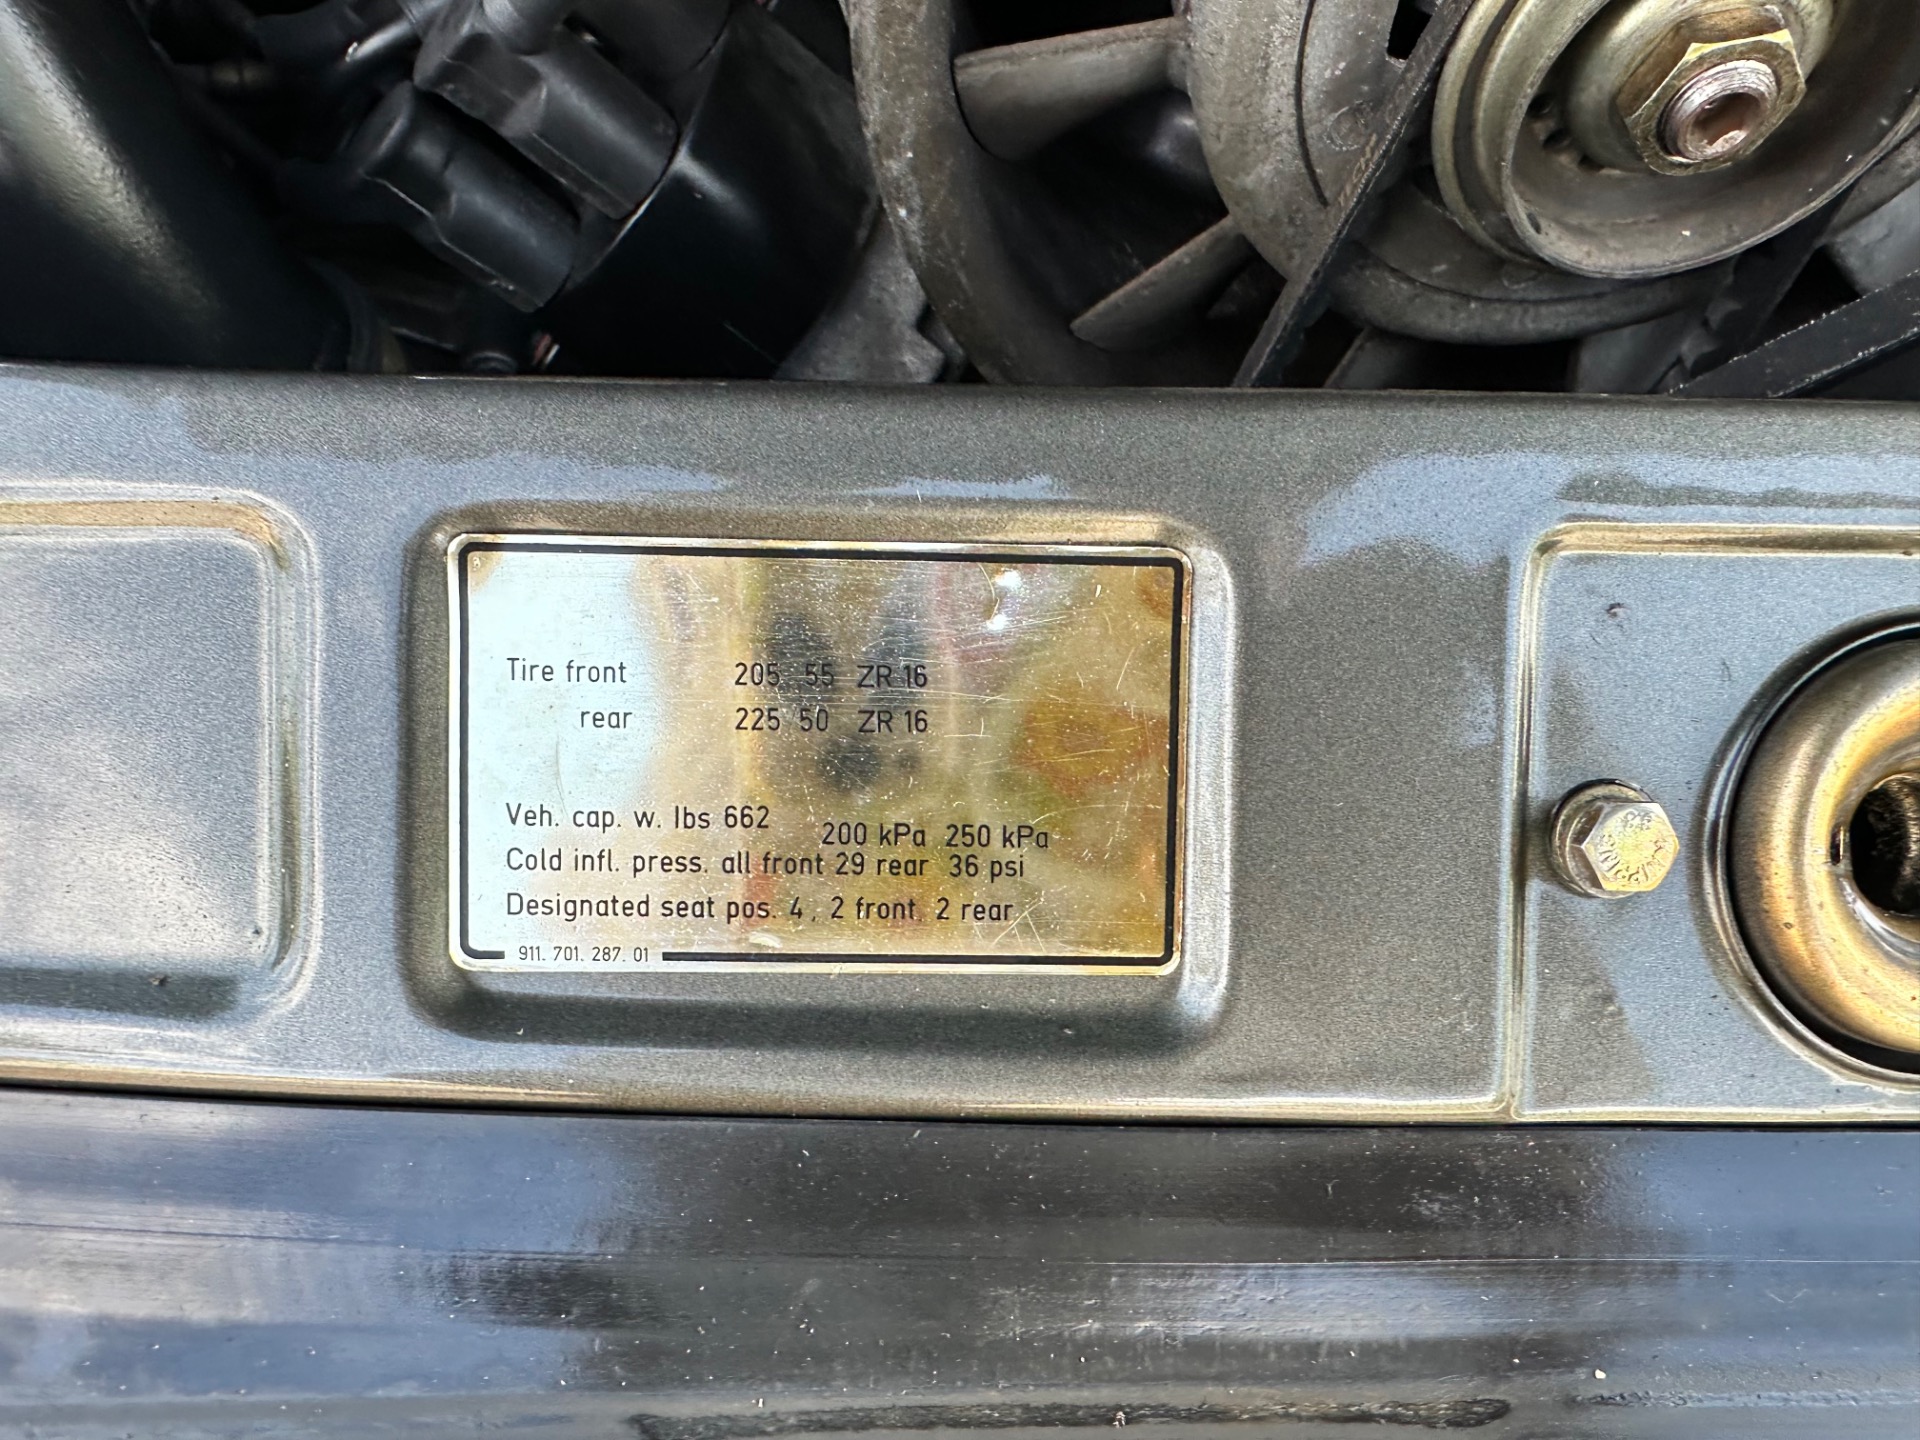 Tire front 205 55 ZR 16
rear 225 50 ZR 16
Veh. cap. w. lbs 662
200 kPa 250 kPa
Cold infl. press. all front 29 rear 36 psi
Designated seat pos. 4, 2 front, 2 rear
911. 701. 287. 01